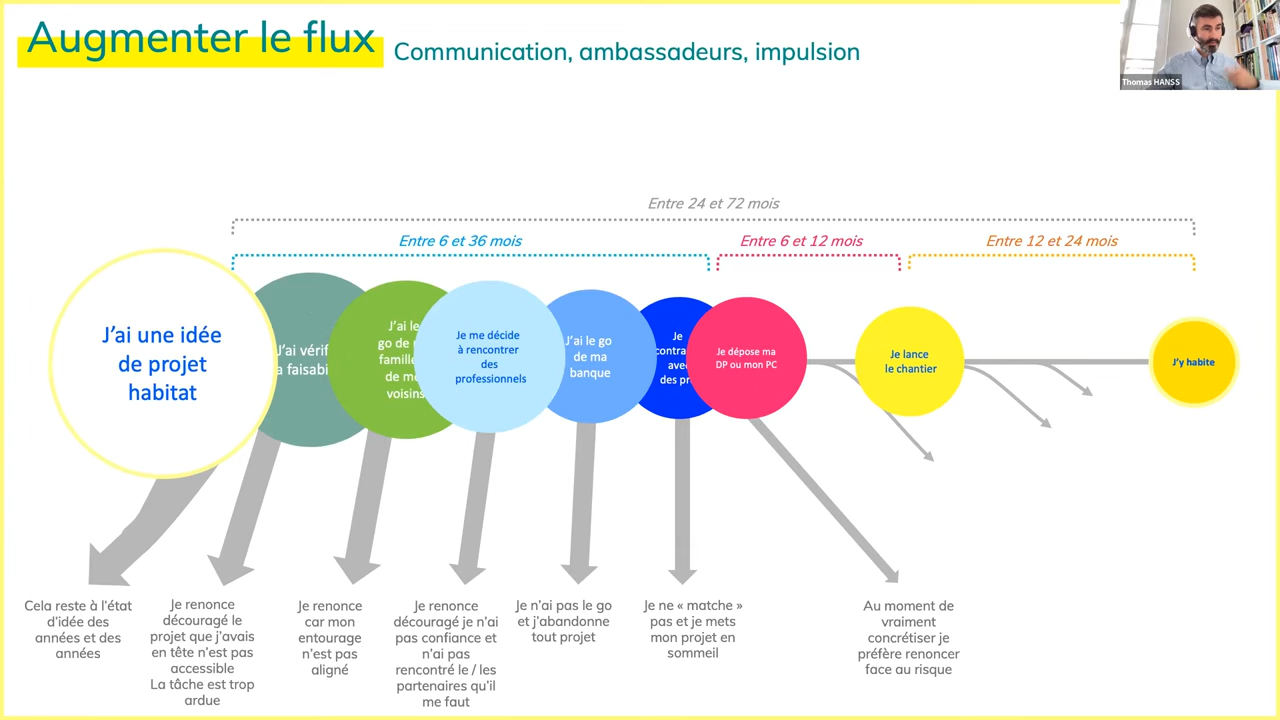 Augmenter le flux
Communication, ambassadeurs, impulsion
Thomas HANSS
Entre 24 et 72 mois
Entre 6 et 36 mois
Entre 6 et 12 mois
Entre 12 et 24 mois
J'ai une idée
de projet
habitat
J'ai vérif
a faisabi
J'ai le
go de
famille
de me
voisins
Je me décide
à rencontrer
des
professionnels
J'ai le go
de ma
banque
Je
contra
avec
des pr
Je dépose ma
DP ou mon PC
Je lance
le chantier
J'y habite
Cela reste à l'état
d'idée des
années et des
années
Je renonce
découragé le
projet que j'avais
en tête n'est pas
accessible
La tâche est trop
ardue
Je renonce
car mon
entourage
n'est pas
aligné
Je renonce
découragé je n'ai
pas confiance et
n'ai pas
rencontré le / les
partenaires qu'il
me faut
Je n'ai pas le go
et j'abandonne
tout projet
Je ne « matche »
pas et je mets
mon projet en
sommeil
Au moment de
vraiment
concrétiser je
préfère renoncer
face au risque